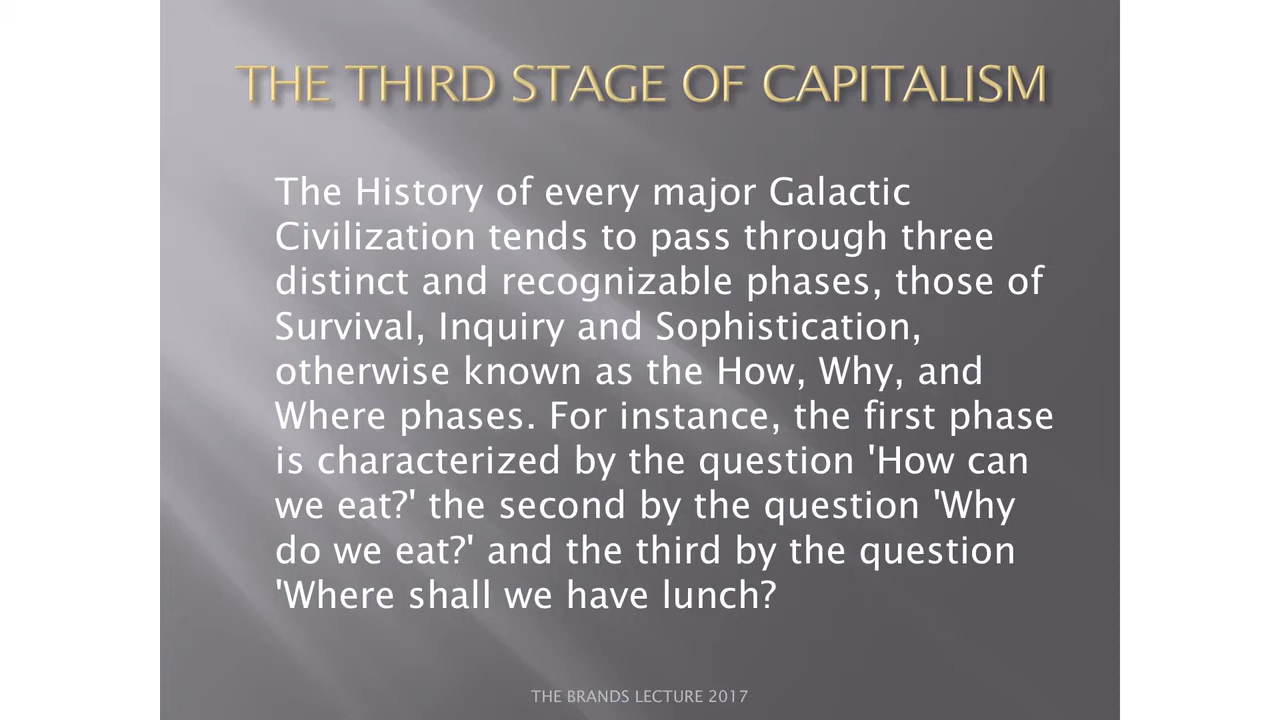 THE THIRD STAGE OF CAPITALISM
The History of every major Galactic
Civilization tends to pass through three
distinct and recognizable phases, those of
Survival, Inquiry and Sophistication,
otherwise known as the How, Why, and
Where phases. For instance, the first phase
is characterized by the question 'How can
we eat?' the second by the question 'Why
do we eat?' and the third by the question
'Where shall we have lunch?
THE BRANDS LECTURE 2017